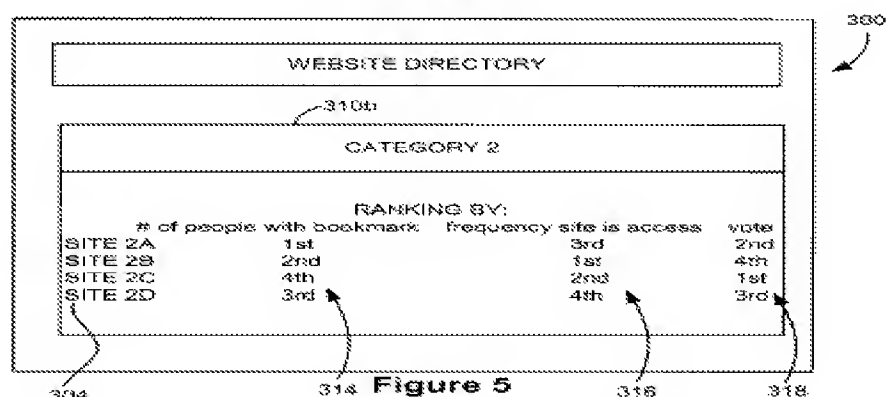 300
WEBSITE DIRECTORY
310b
CATEGORY 2
RANKING BY:
# of people with bookmark frequency site is access vote
SITE 2A 1st 3rd 2nd
SITE 2B 2nd 1st 4th
SITE 2C 4th 2nd 1st
SITE 2D 3rd 4th 3rd
304 314 Figure 5 316 318